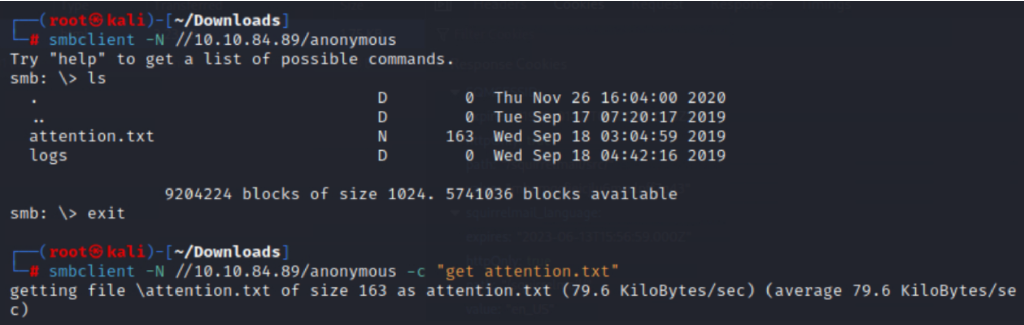 ┌──(root㉿kali)-[~/Downloads]
└─# smbclient -N //10.10.84.89/anonymous
Try "help" to get a list of possible commands.
smb: \> ls
  .                                   D        0  Thu Nov 26 16:04:00 2020
  ..                                  D        0  Tue Sep 17 07:20:17 2019
  attention.txt                       N      163  Wed Sep 18 03:04:59 2019
  logs                                D        0  Wed Sep 18 04:42:16 2019
                9204224 blocks of size 1024. 5741036 blocks available
smb: \> exit
┌──(root㉿kali)-[~/Downloads]
└─# smbclient -N //10.10.84.89/anonymous -c "get attention.txt"
getting file \attention.txt of size 163 as attention.txt (79.6 KiloBytes/sec) (average 79.6 KiloBytes/se
c)